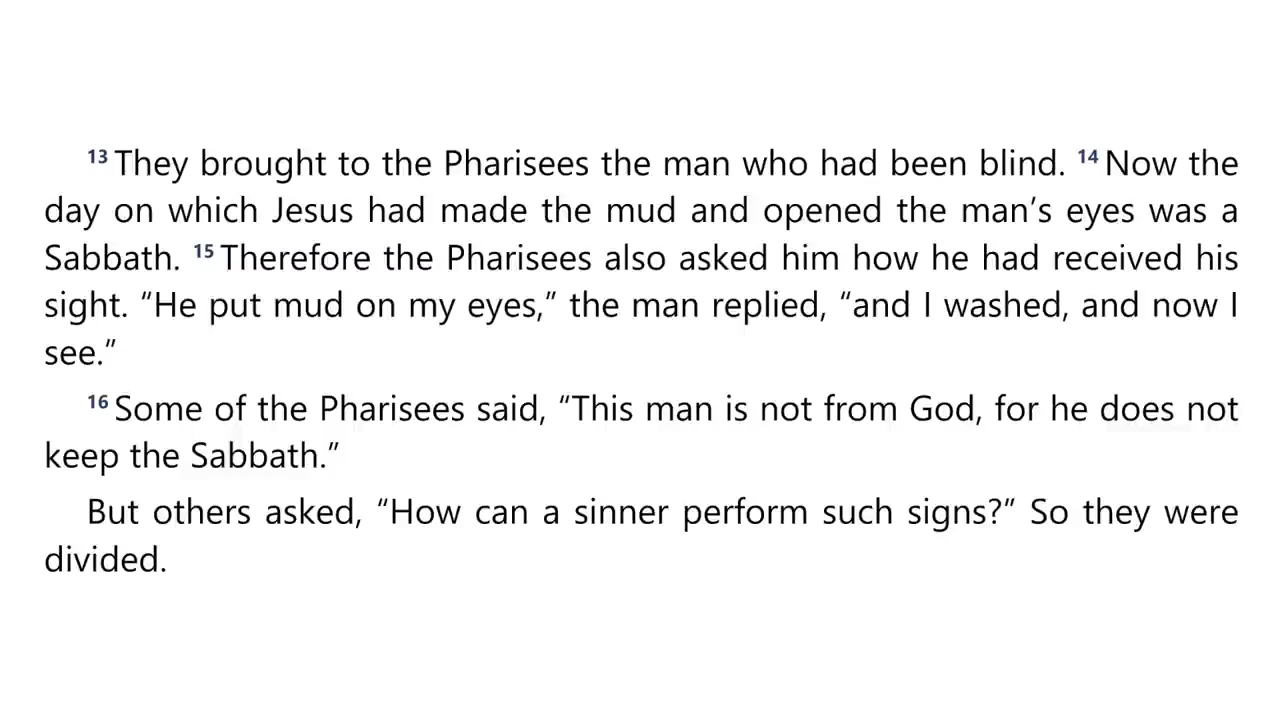 13 They brought to the Pharisees the man who had been blind. 14 Now the
day on which Jesus had made the mud and opened the man’s eyes was a
Sabbath. 15 Therefore the Pharisees also asked him how he had received his
sight. “He put mud on my eyes,” the man replied, “and I washed, and now I
see.”
16 Some of the Pharisees said, “This man is not from God, for he does not
keep the Sabbath.”
But others asked, “How can a sinner perform such signs?” So they were
divided.